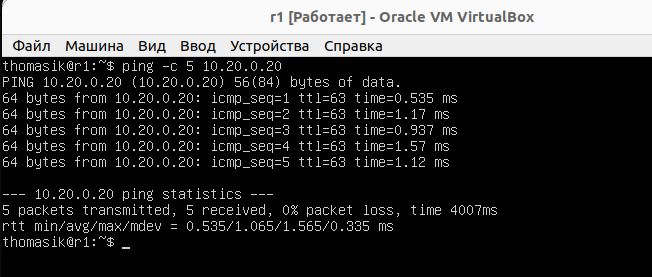 r1 [Работает] - Oracle VM VirtualBox
Файл Машина Вид Ввод Устройства Справка
thomasik@r1:~$ ping -c 5 10.20.0.20
PING 10.20.0.20 (10.20.0.20) 56(84) bytes of data.
64 bytes from 10.20.0.20: icmp_seq=1 ttl=63 time=0.535 ms
64 bytes from 10.20.0.20: icmp_seq=2 ttl=63 time=1.17 ms
64 bytes from 10.20.0.20: icmp_seq=3 ttl=63 time=0.937 ms
64 bytes from 10.20.0.20: icmp_seq=4 ttl=63 time=1.57 ms
64 bytes from 10.20.0.20: icmp_seq=5 ttl=63 time=1.12 ms
--- 10.20.0.20 ping statistics ---
5 packets transmitted, 5 received, 0% packet loss, time 4007ms
rtt min/avg/max/mdev = 0.535/1.065/1.565/0.335 ms
thomasik@r1:~$ _